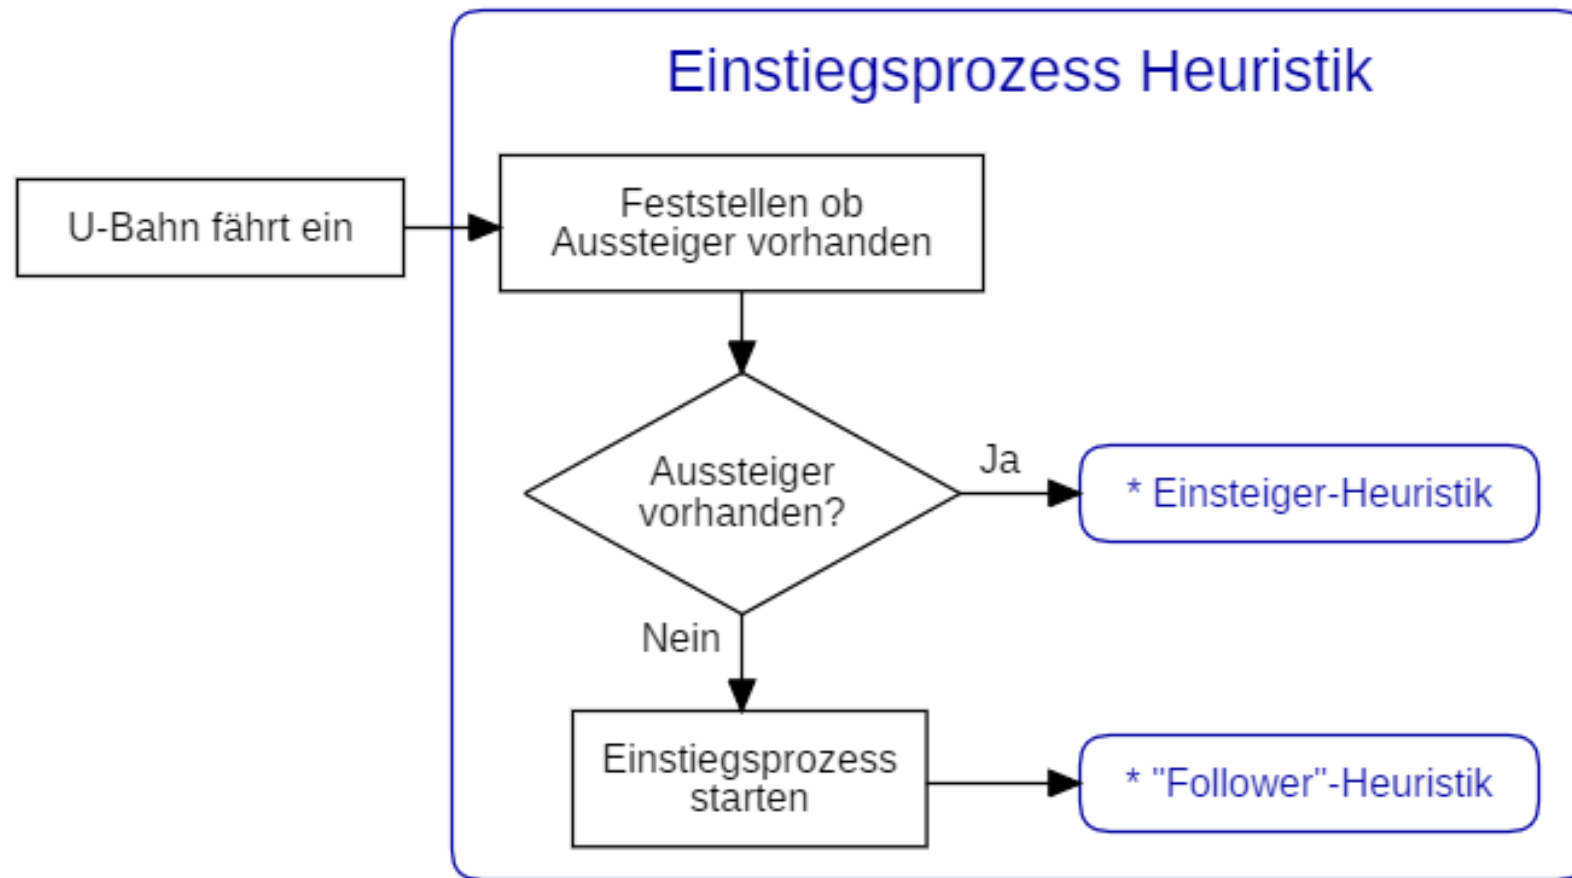 Einstiegsprozess Heuristik
U-Bahn fährt ein
Feststellen ob
Aussteiger vorhanden
Aussteiger
vorhanden?
Ja
* Einsteiger-Heuristik
Nein
Einstiegsprozess
starten
* "Follower"-Heuristik